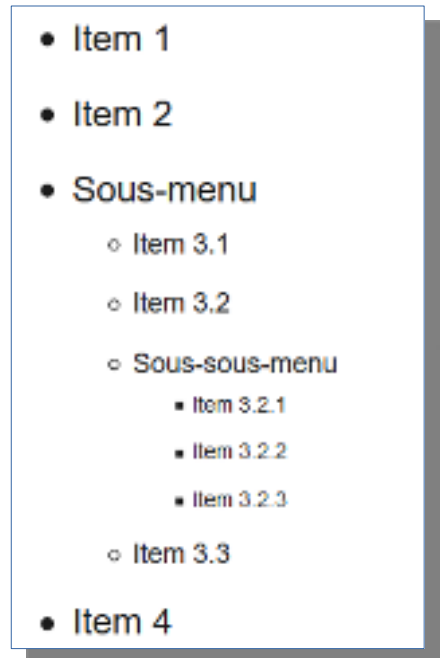 • Item 1
• Item 2
• Sous-menu
○ Item 3.1
○ Item 3.2
○ Sous-sous-menu
▪ Item 3.2.1
▪ Item 3.2.2
▪ Item 3.2.3
○ Item 3.3
• Item 4